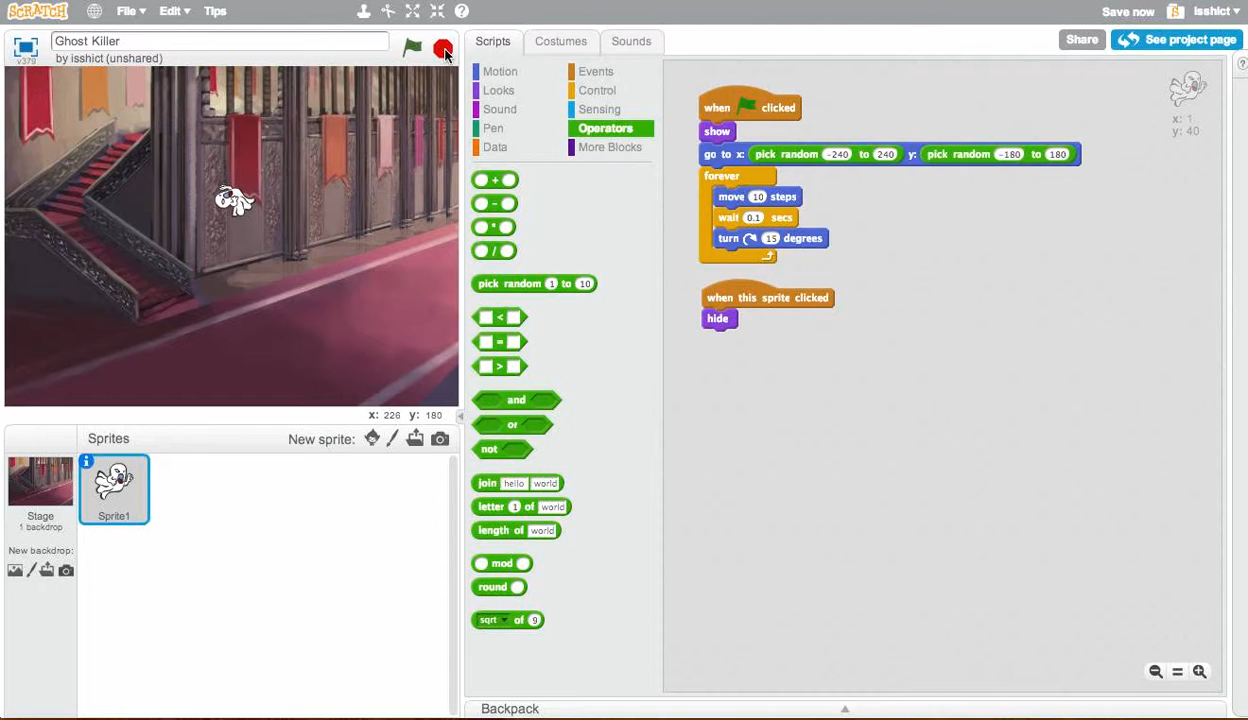 SCRATCH File Edit Tips Save now isshict
v379 Ghost Killer
by isshict (unshared)
Scripts Costumes Sounds
Share See project page
Motion Events
Looks Control
Sound Sensing
Pen Operators
Data More Blocks
+
-
*
/
pick random 1 to 10
<
=
>
and
or
not
join hello world
letter 1 of world
length of world
mod
round
sqrt of 9
when clicked
show
go to x: pick random -240 to 240 y: pick random -180 to 180
forever
move 10 steps
wait 0.1 secs
turn 15 degrees
when this sprite clicked
hide
x: 1
y: 40
x: 226 y: 180
Sprites New sprite:
Stage
1 backdrop
New backdrop:
Sprite1
Backpack